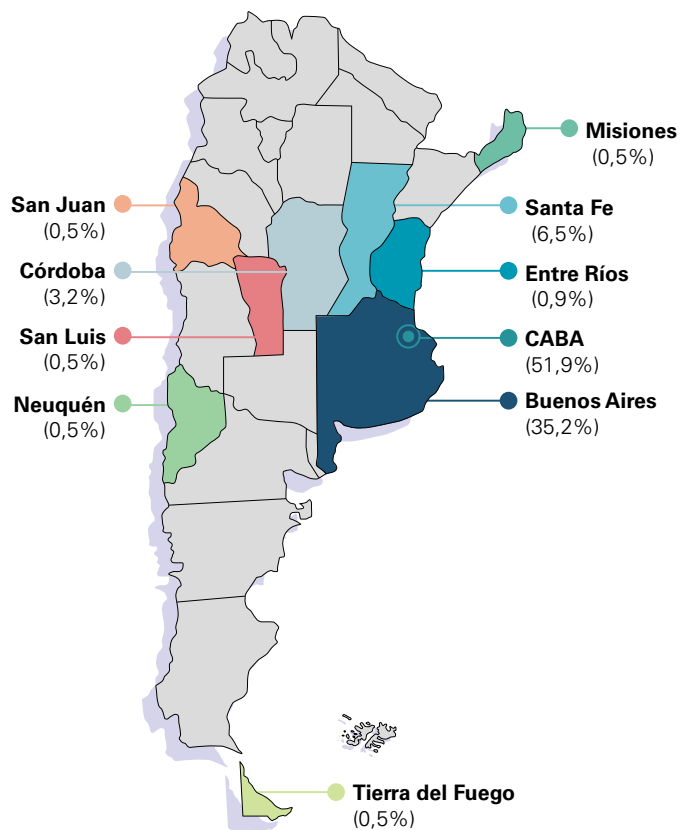 Misiones
(0,5%)
San Juan
(0,5%)
Santa Fe
(6,5%)
Córdoba
(3,2%)
Entre Ríos
(0,9%)
San Luis
(0,5%)
CABA
(51,9%)
Neuquén
(0,5%)
Buenos Aires
(35,2%)
Tierra del Fuego
(0,5%)